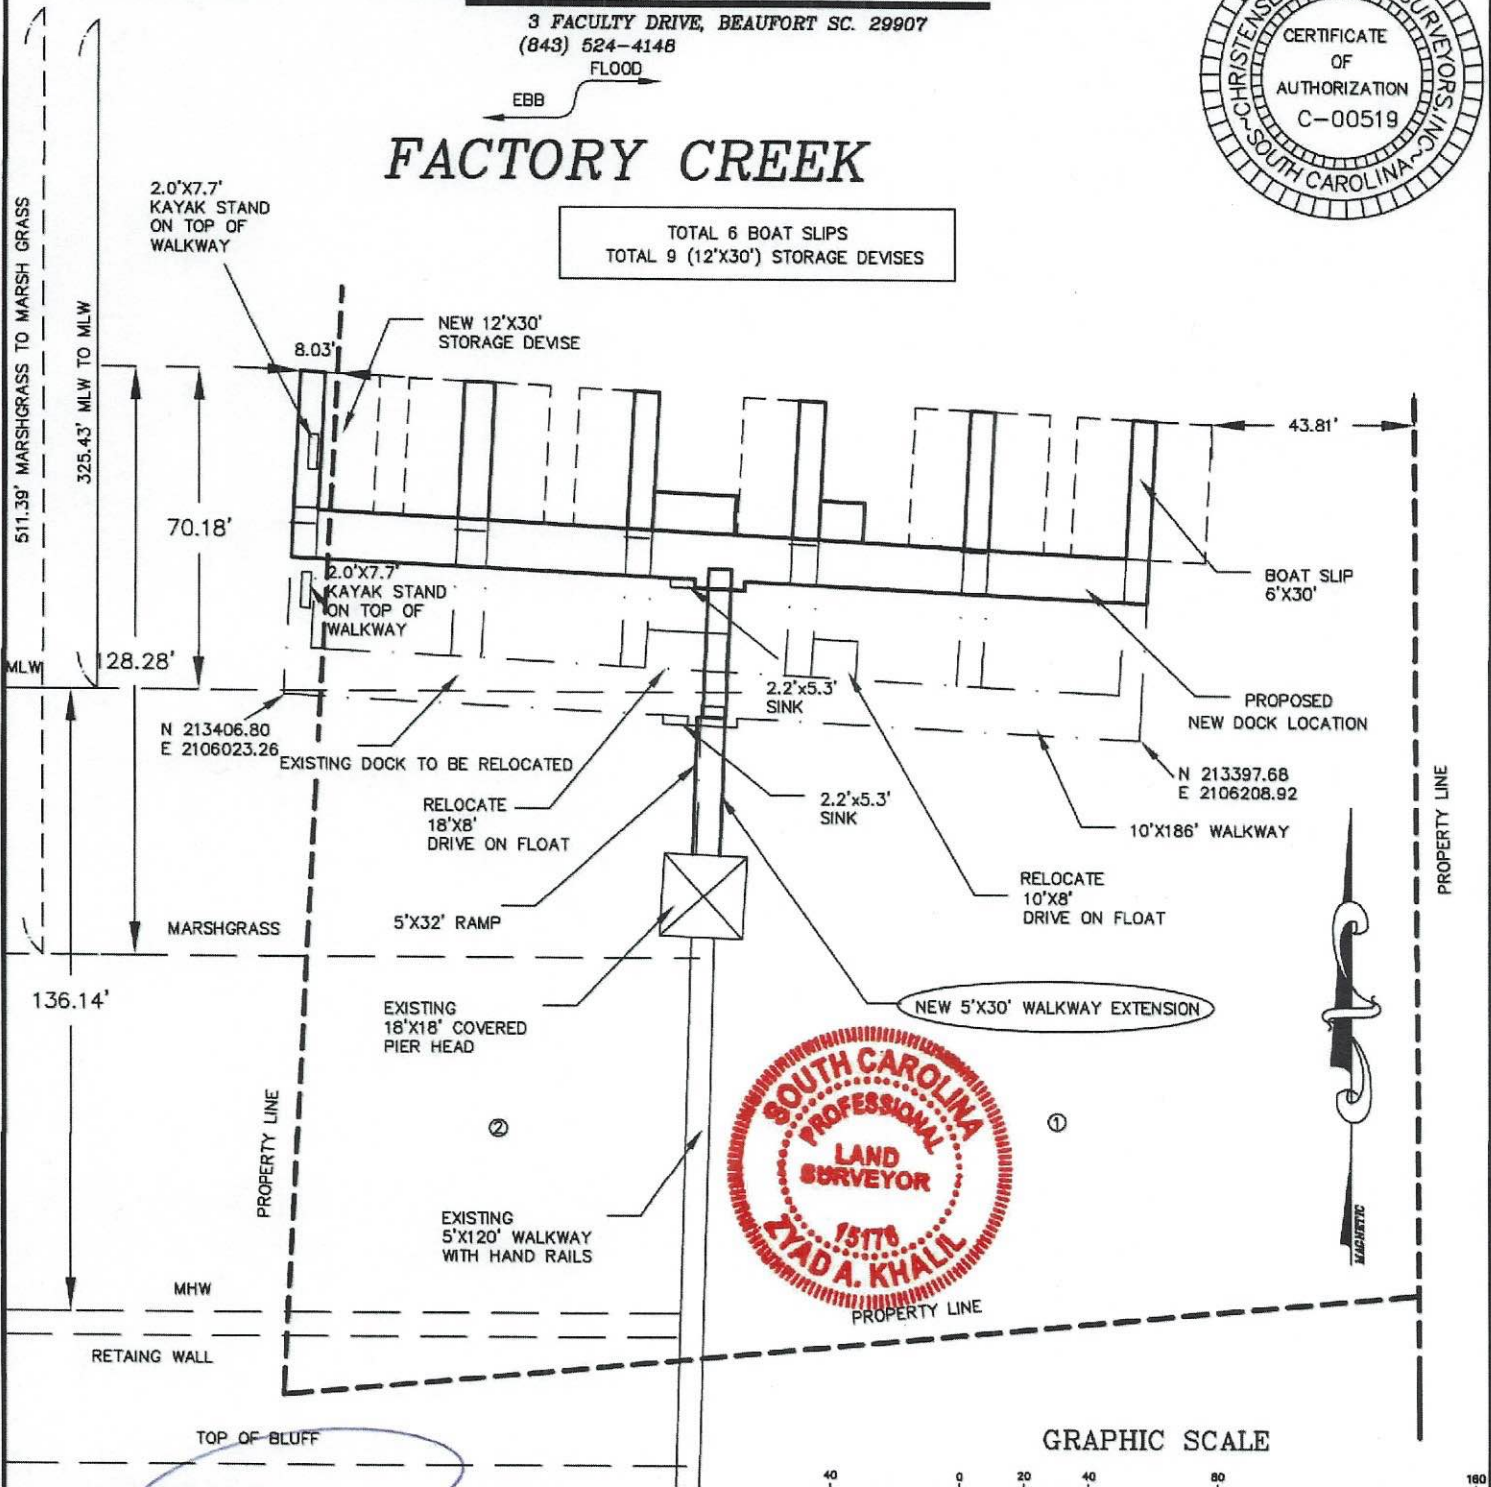 3 FACULTY DRIVE, BEAUFORT SC. 29907
(843) 524-4148
FLOOD
EBB
FACTORY CREEK
CERTIFICATE
OF
AUTHORIZATION
C-00519
SURVEYORS, INC
~SOUTH CAROLINA~
TOTAL 6 BOAT SLIPS
TOTAL 9 (12'X30') STORAGE DEVISES
2.0'X7.7'
KAYAK STAND
ON TOP OF
WALKWAY
511.39' MARSHGRASS TO MARSH GRASS
325.43' MLW TO MLW
8.03'
NEW 12'X30'
STORAGE DEVISE
43.81'
70.18'
BOAT SLIP
6'X30'
2.0'X7.7'
KAYAK STAND
ON TOP OF
WALKWAY
MLW
128.28'
2.2'x5.3'
SINK
PROPOSED
NEW DOCK LOCATION
N 213406.80
E 2106023.26
EXISTING DOCK TO BE RELOCATED
N 213397.68
E 2106208.92
RELOCATE
18'X8'
DRIVE ON FLOAT
2.2'x5.3'
SINK
10'X186' WALKWAY
PROPERTY LINE
RELOCATE
10'X8'
DRIVE ON FLOAT
5'X32' RAMP
MARSHGRASS
136.14'
EXISTING
18'X18' COVERED
PIER HEAD
NEW 5'X30' WALKWAY EXTENSION
SOUTH CAROLINA
PROFESSIONAL
LAND
SURVEYOR
15176
ZYAD A. KHALIL
②
①
PROPERTY LINE
EXISTING
5'X120' WALKWAY
WITH HAND RAILS
MAGNETIC
MHW
PROPERTY LINE
RETAING WALL
TOP OF BLUFF
GRAPHIC SCALE
40 0 20 40 80 160